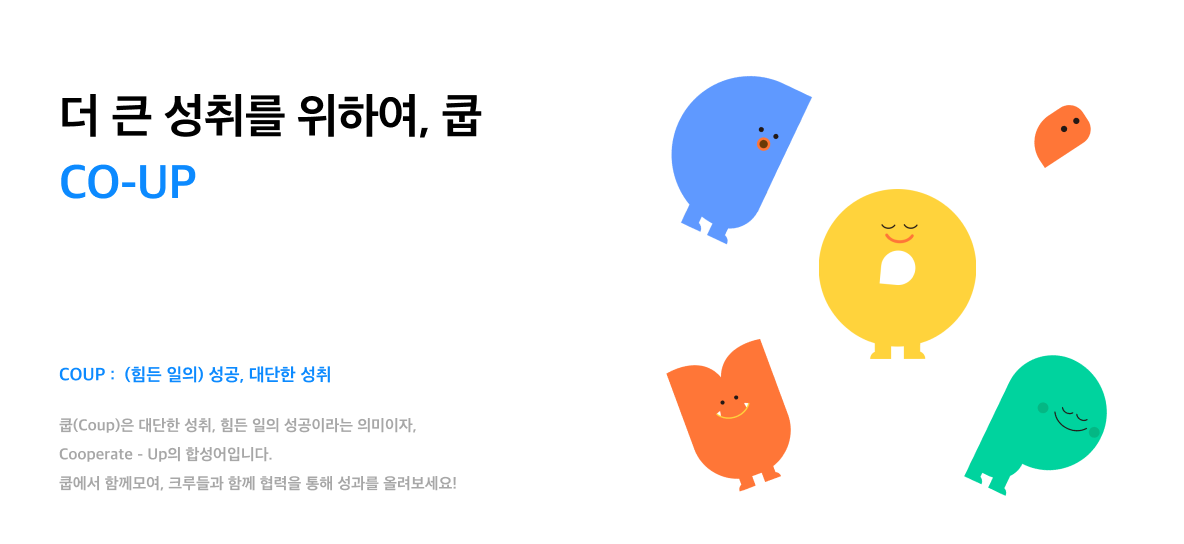 더 큰 성취를 위하여, 쿱
CO-UP
COUP : (힘든 일의) 성공, 대단한 성취
쿱(Coup)은 대단한 성취, 힘든 일의 성공이라는 의미이자,
Cooperate - Up의 합성어입니다.
쿱에서 함께모여, 크루들과 함께 협력을 통해 성과를 올려보세요!